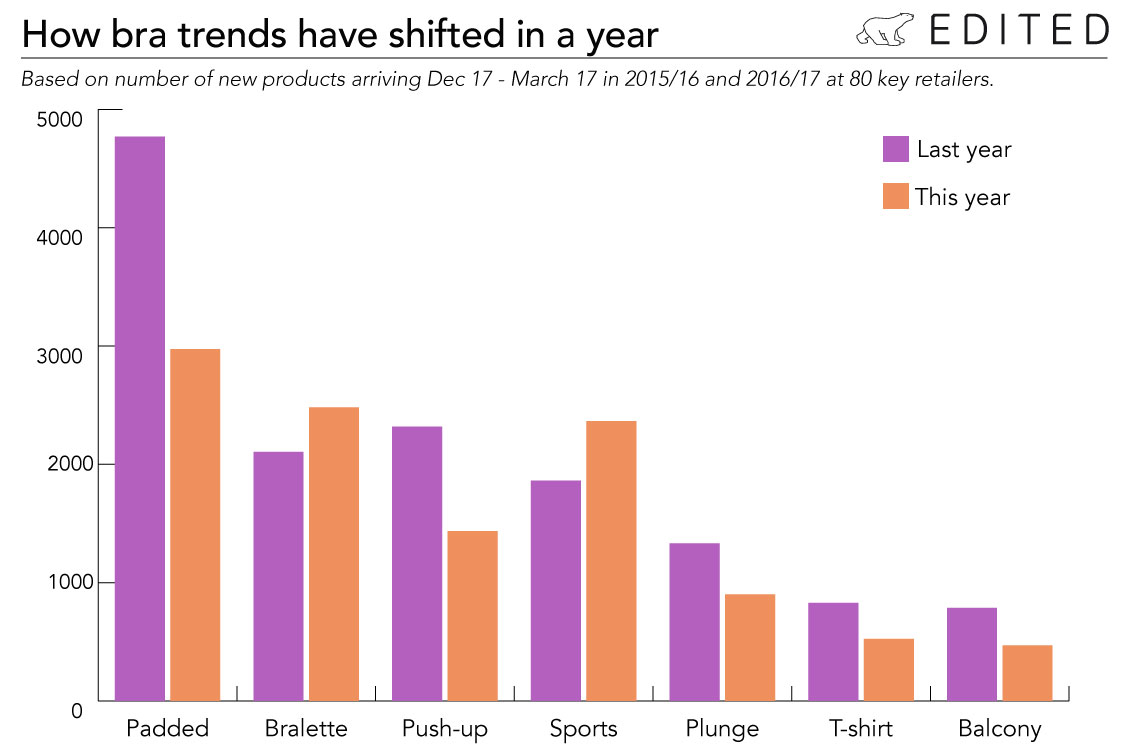 How bra trends have shifted in a year
EDITED
Based on number of new products arriving Dec 17 - March 17 in 2015/16 and 2016/17 at 80 key retailers.
5000
4000
3000
2000
1000
0
Last year
This year
Padded Bralette Push-up Sports Plunge T-shirt Balcony